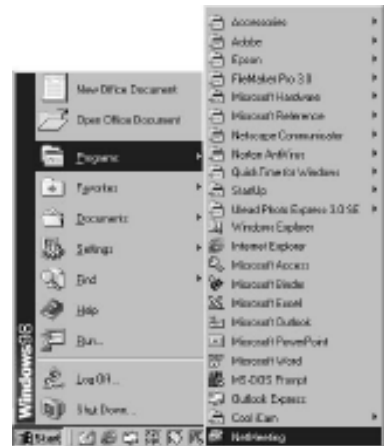 New Office Document
Open Office Document
Programs
Favorites
Documents
Settings
Find
Help
Run...
Log Off...
Shut Down...
Windows98
Start
Accessories
Adobe
Epson
FileMaker Pro 3.0
Microsoft Hardware
Microsoft Reference
Netscape Communicator
Norton AntiVirus
QuickTime for Windows
StartUp
Ulead Photo Express 3.0 SE
Windows Explorer
Internet Explorer
Microsoft Access
Microsoft Binder
Microsoft Excel
Microsoft Outlook
Microsoft PowerPoint
Microsoft Word
MS-DOS Prompt
Outlook Express
Cool iCam
NetMeeting